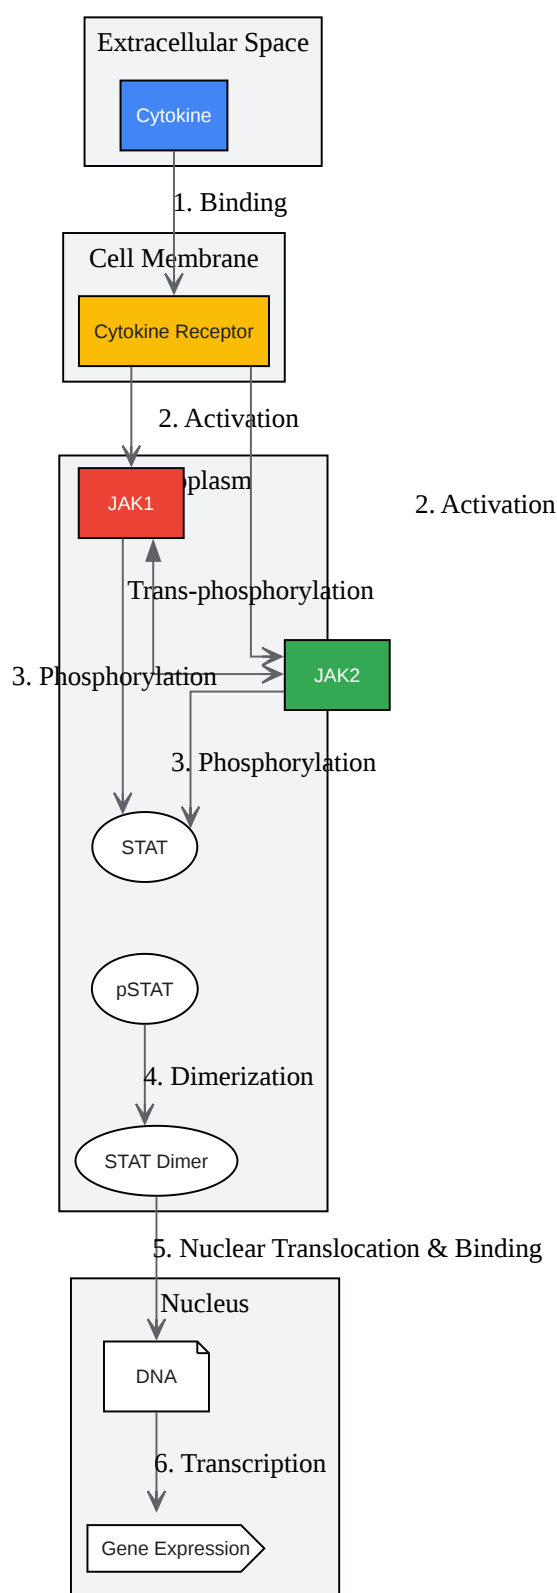 Extracellular Space
Cytokine
1. Binding
Cell Membrane
Cytokine Receptor
2. Activation
oplasm
JAK1
2. Activation
Trans-phosphorylation
3. Phosphorylation
JAK2
3. Phosphorylation
STAT
pSTAT
4. Dimerization
STAT Dimer
5. Nuclear Translocation & Binding
Nucleus
DNA
6. Transcription
Gene Expression